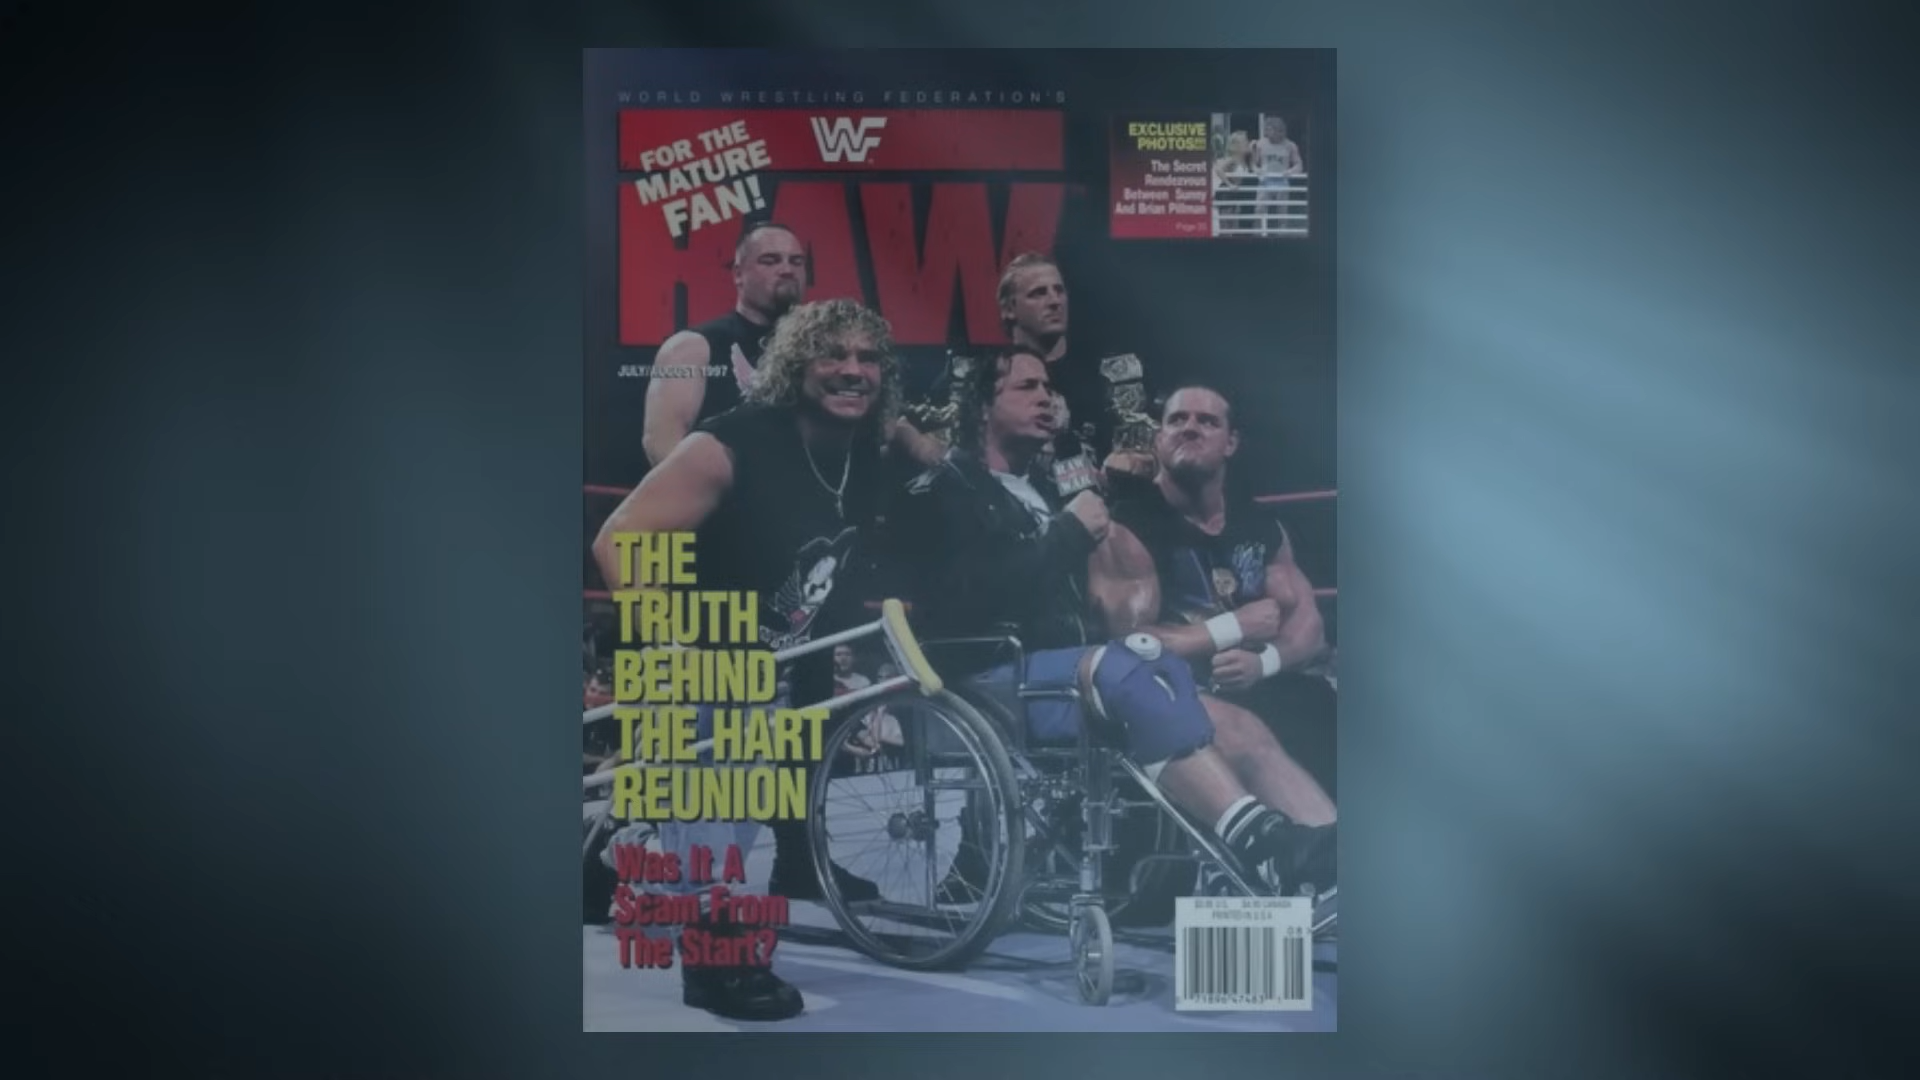 WORLD WRESTLING FEDERATION'S
WF
FOR THE
MATURE
FAN!
RAW
EXCLUSIVE
PHOTOS!!!
The Secret
Rendezvous
Between Sunny
And Brian Pillman
JULY/AUGUST 1997
THE
TRUTH
BEHIND
THE HART
REUNION
Was It A
Scam From
The Start?
PRINTED IN U.S.A.
08